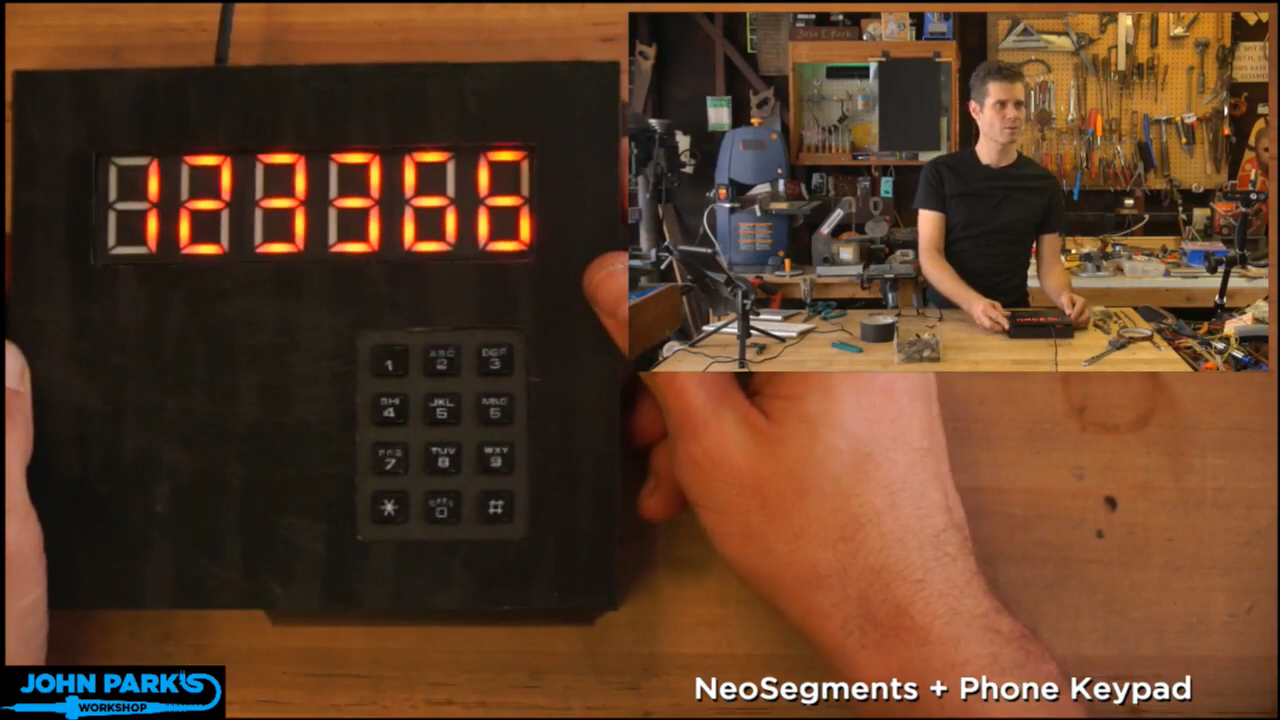 123356
1
ABC
2
DEF
3
GHI
4
JKL
5
MNO
6
PRS
7
TUV
8
WXY
9
*
OPER
0
#
JOHN PARK'S
WORKSHOP
NeoSegments + Phone Keypad